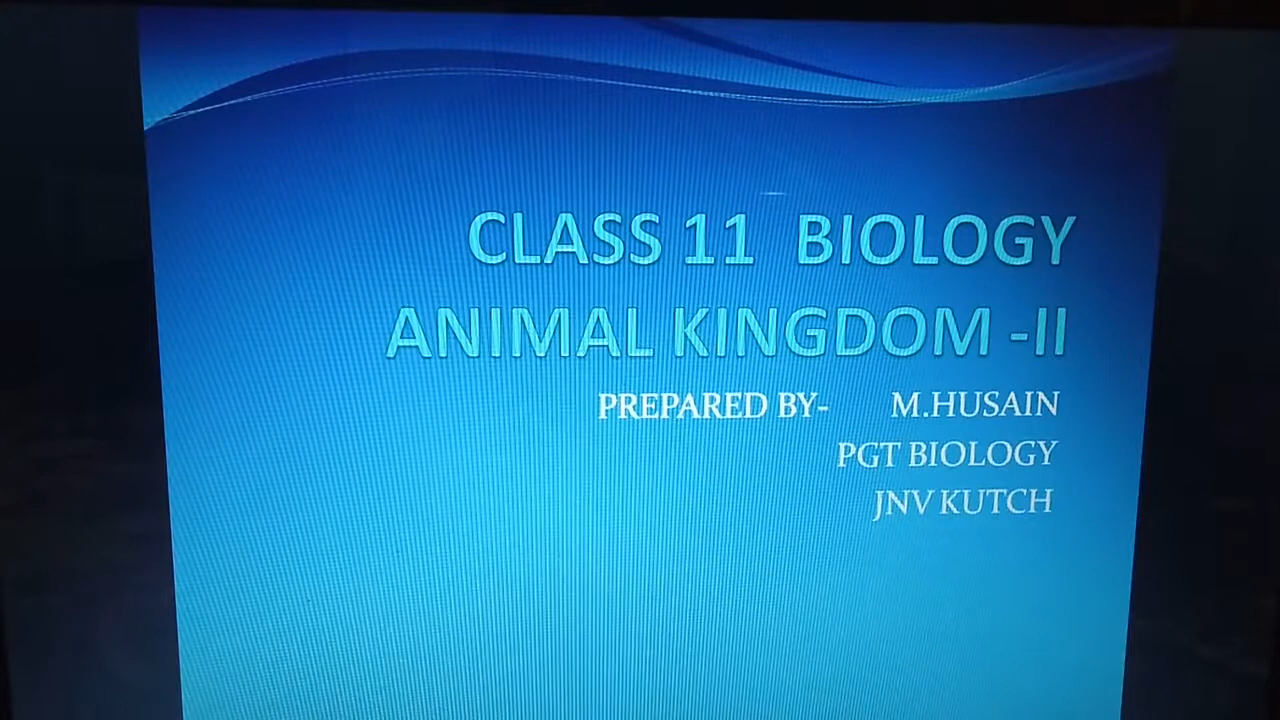 CLASS 11 BIOLOGY
ANIMAL KINGDOM -II
PREPARED BY- M.HUSAIN
PGT BIOLOGY
JNV KUTCH